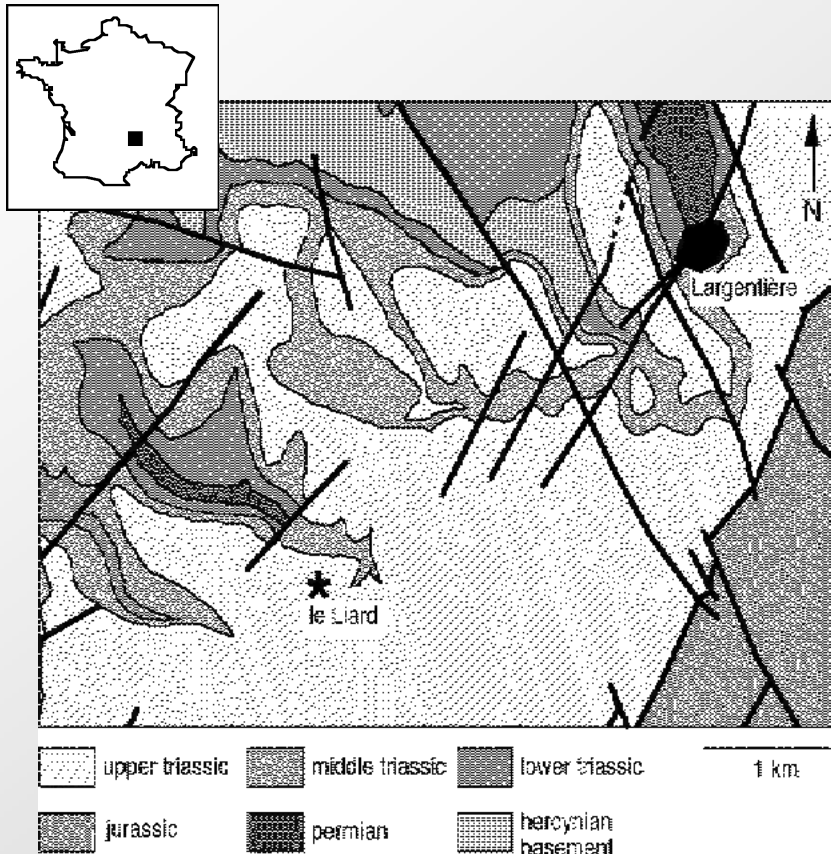 N
Largentière
le Liard
upper triassic
middle triassic
lower triassic
1 km
jurassic
permian
hercynian
basement